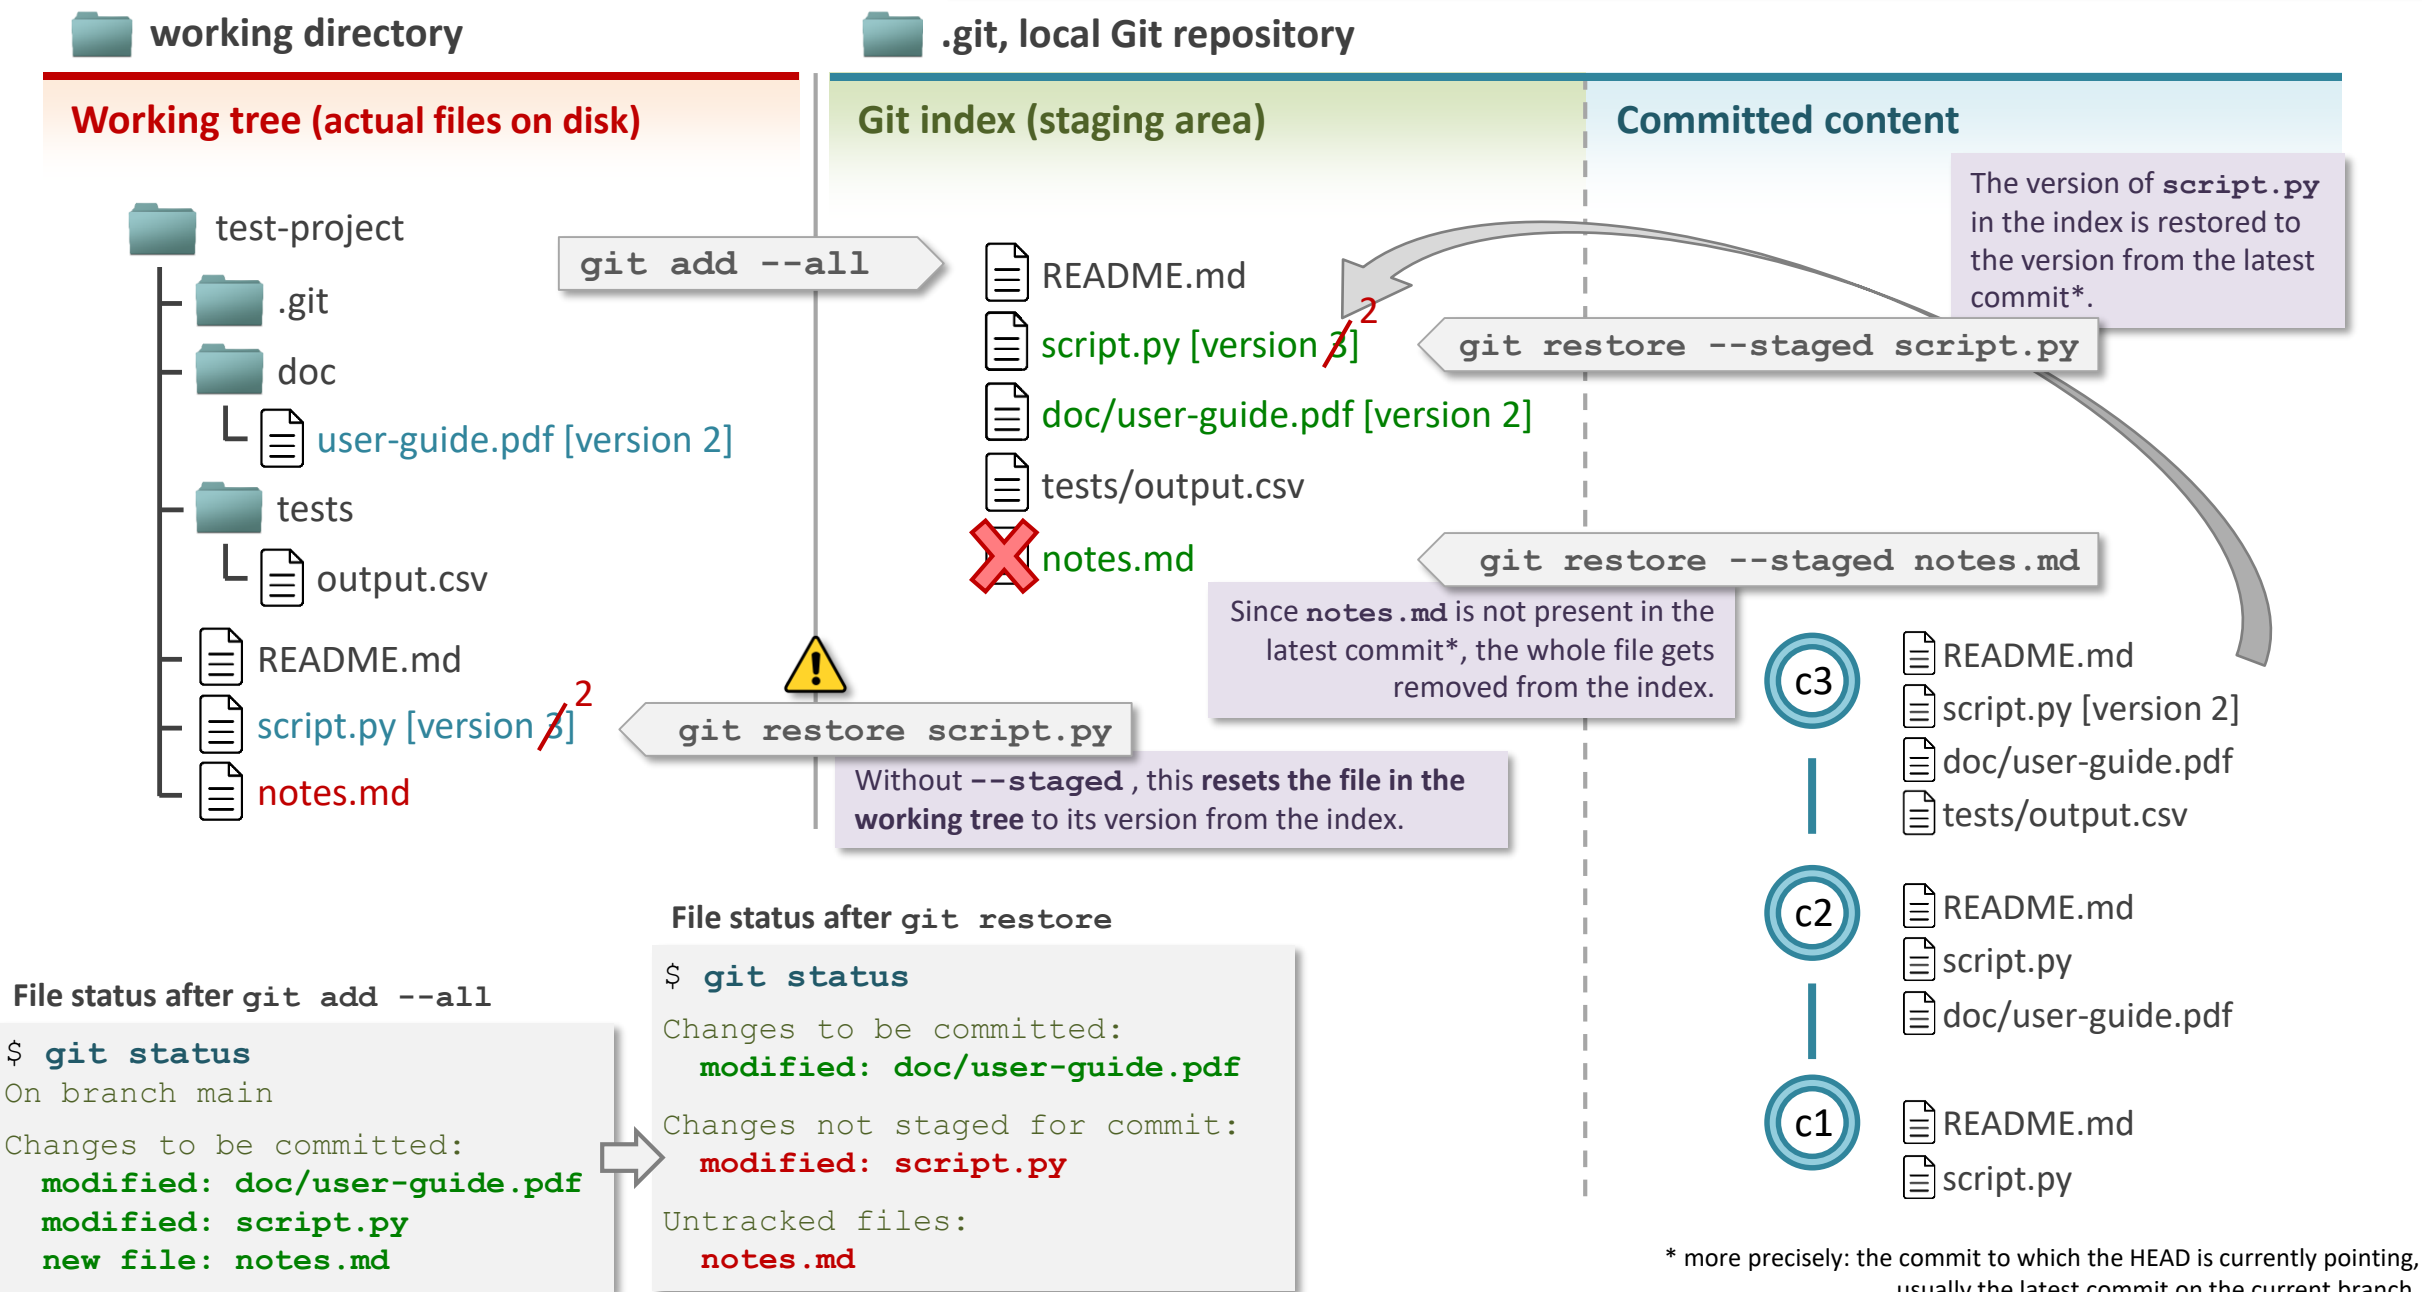 working directory
.git, local Git repository
Working tree (actual files on disk)
Git index (staging area)
Committed content
test-project
.git
doc
user-guide.pdf [version 2]
tests
output.csv
README.md
script.py [version 3] 2
notes.md
git add --all
README.md
script.py [version 3] 2
doc/user-guide.pdf [version 2]
tests/output.csv
notes.md
The version of script.py
in the index is restored to
the version from the latest
commit*.
git restore --staged script.py
git restore --staged notes.md
Since notes.md is not present in the
latest commit*, the whole file gets
removed from the index.
git restore script.py
Without --staged , this resets the file in the
working tree to its version from the index.
c3
README.md
script.py [version 2]
doc/user-guide.pdf
tests/output.csv
c2
README.md
script.py
doc/user-guide.pdf
c1
README.md
script.py
File status after git add --all
$ git status
On branch main
Changes to be committed:
modified: doc/user-guide.pdf
modified: script.py
new file: notes.md
File status after git restore
$ git status
Changes to be committed:
modified: doc/user-guide.pdf
Changes not staged for commit:
modified: script.py
Untracked files:
notes.md
* more precisely: the commit to which the HEAD is currently pointing,
usually the latest commit on the current branch